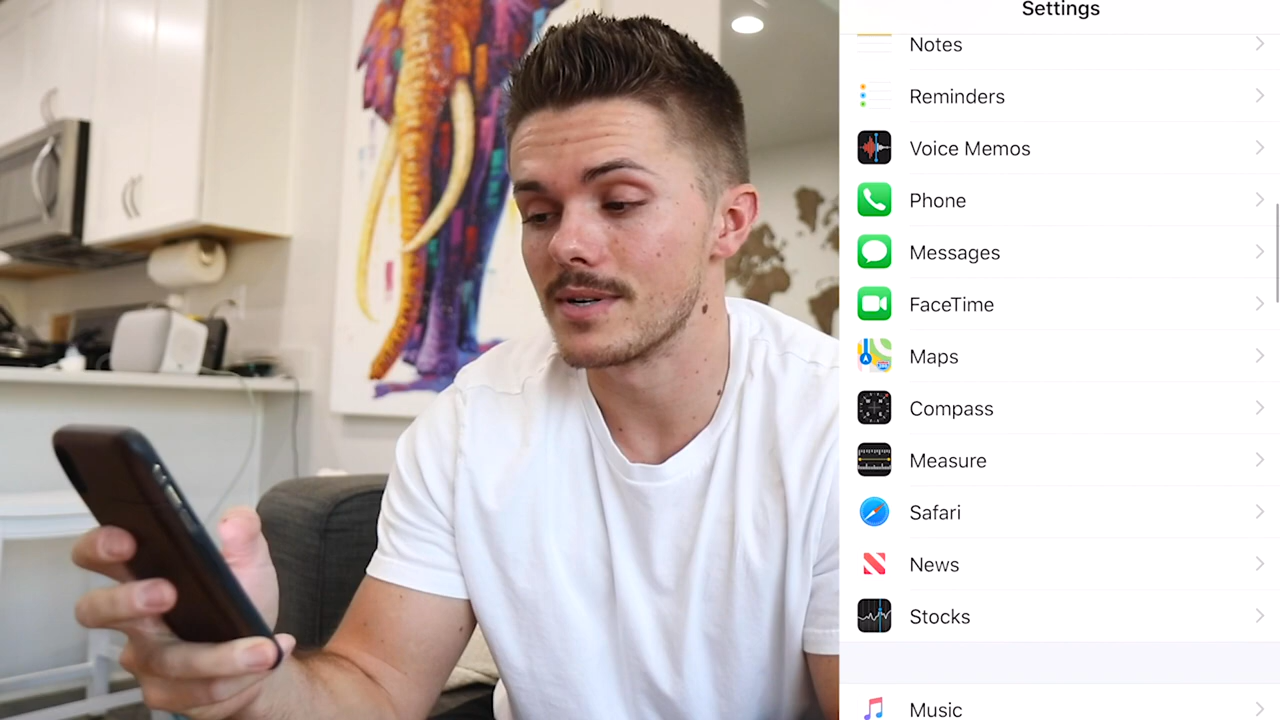 Settings
Notes
Reminders
Voice Memos
Phone
Messages
FaceTime
Maps
Compass
Measure
Safari
News
Stocks
Music